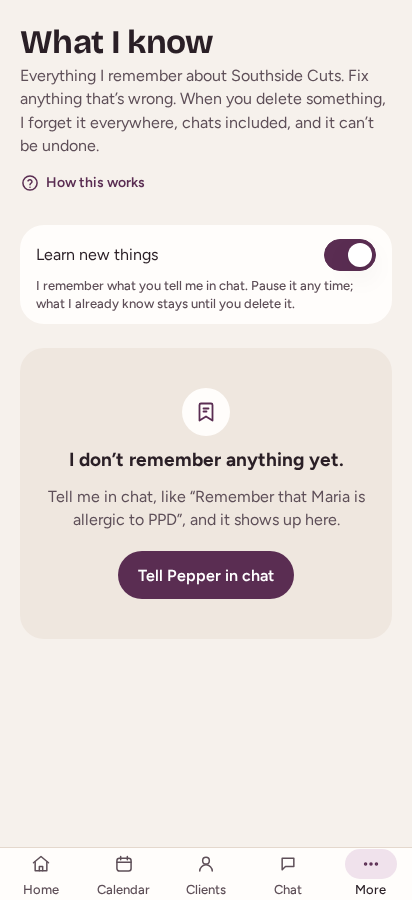 What I know
Everything I remember about Southside Cuts. Fix
anything that’s wrong. When you delete something,
I forget it everywhere, chats included, and it can’t
be undone.
How this works
Learn new things
I remember what you tell me in chat. Pause it any time;
what I already know stays until you delete it.
I don’t remember anything yet.
Tell me in chat, like “Remember that Maria is
allergic to PPD”, and it shows up here.
Tell Pepper in chat
Home
Calendar
Clients
Chat
More